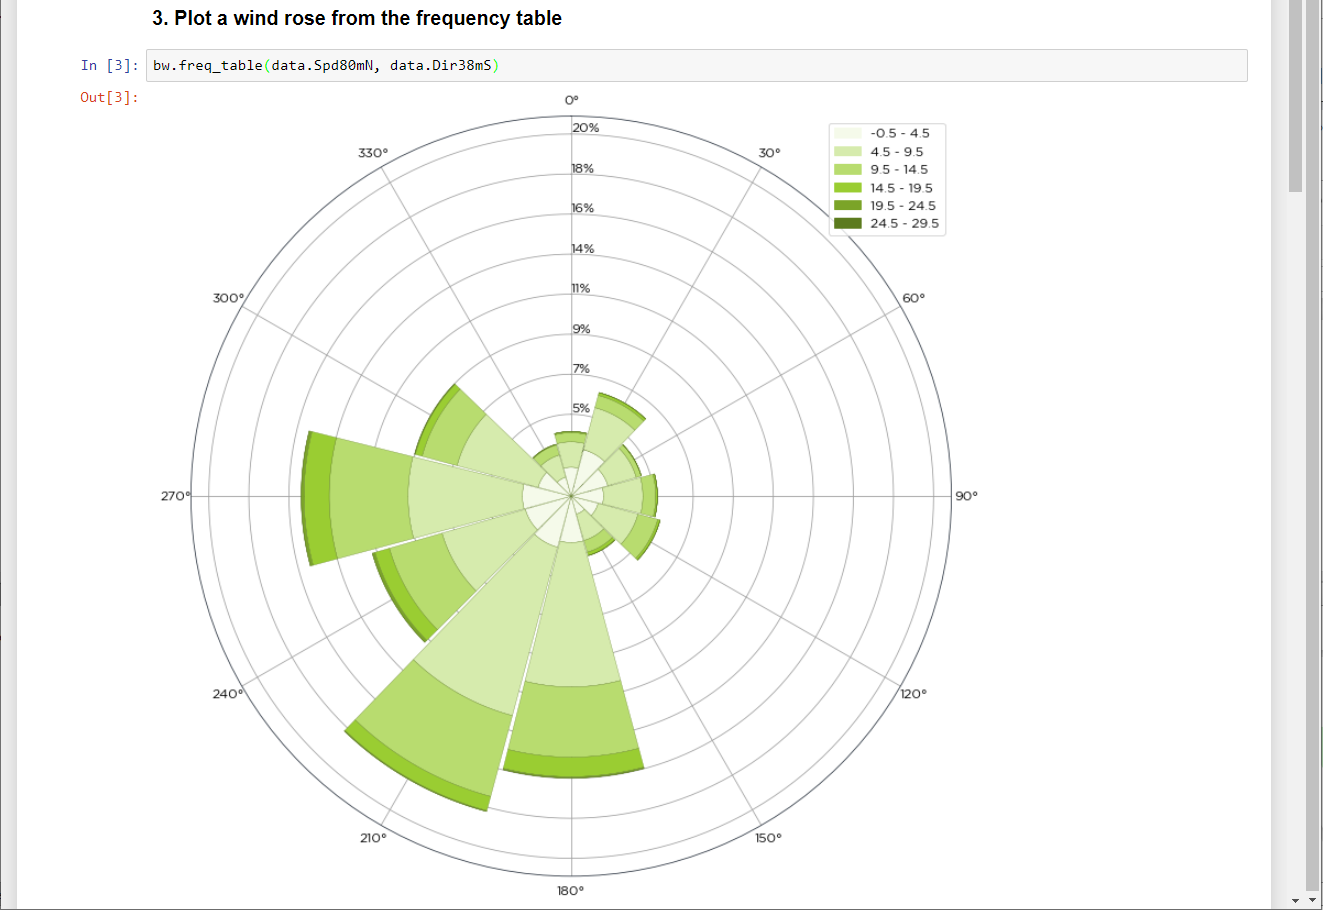 3. Plot a wind rose from the frequency table
In [3]: bw.freq_table(data.Spd80mN, data.Dir38mS)
Out[3]:
0°
20%
-0.5 - 4.5
4.5 - 9.5
9.5 - 14.5
14.5 - 19.5
19.5 - 24.5
24.5 - 29.5
330°
30°
18%
16%
14%
11%
300°
60°
9%
7%
5%
270°
90°
240°
120°
210°
150°
180°